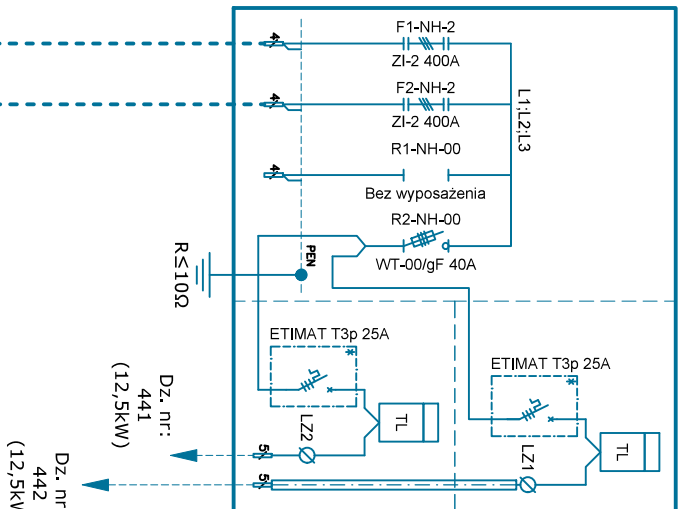 F1-NH-2
ZI-2 400A
F2-NH-2
ZI-2 400A
L1;L2;L3
R1-NH-00
Bez wyposażenia
R2-NH-00
WT-00/gF 40A
4
4
4
PEN
R≤10Ω
ETIMAT T3p 25A
*
TL
LZ2
5
ETIMAT T3p 25A
*
TL
LZ1
5
Dz. nr:
441
(12,5kW)
Dz. nr
442
(12,5kW